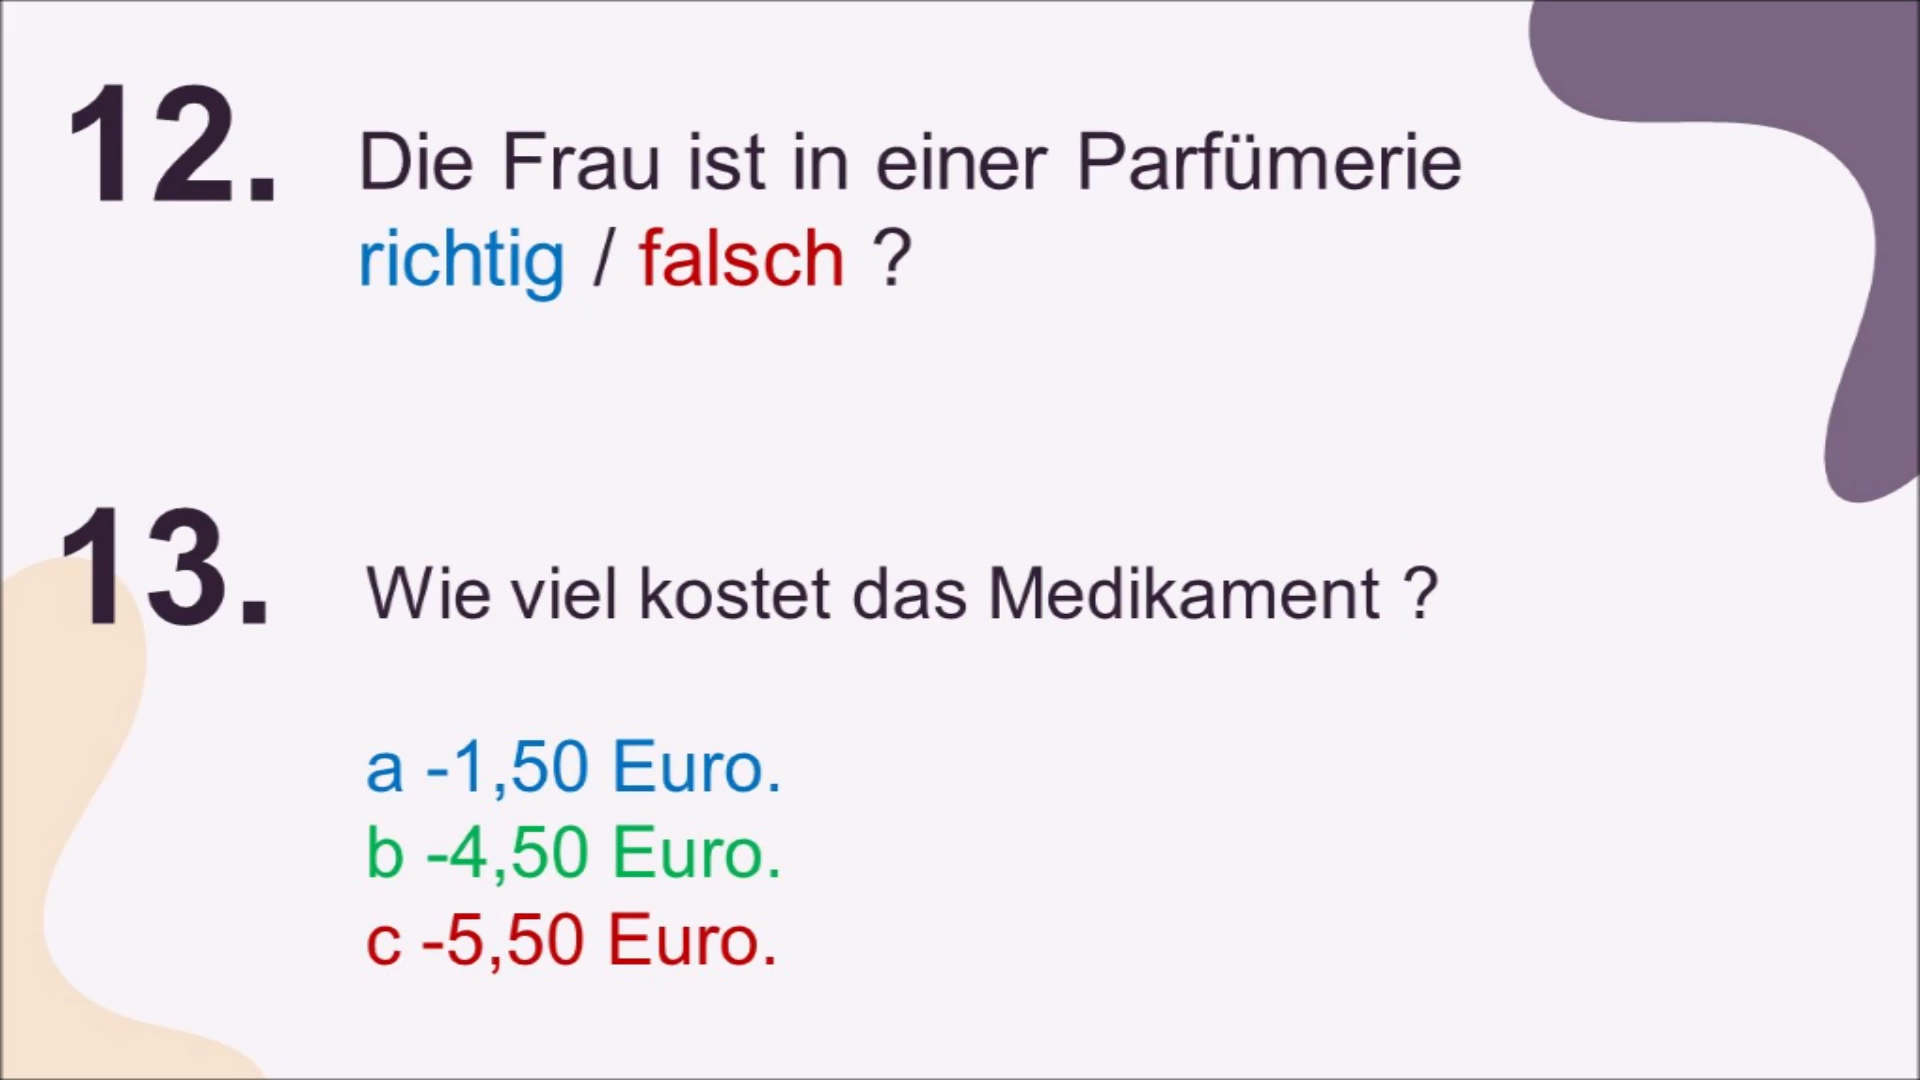 12. Die Frau ist in einer Parfümerie
richtig / falsch ?
13. Wie viel kostet das Medikament ?
a -1,50 Euro.
b -4,50 Euro.
c -5,50 Euro.